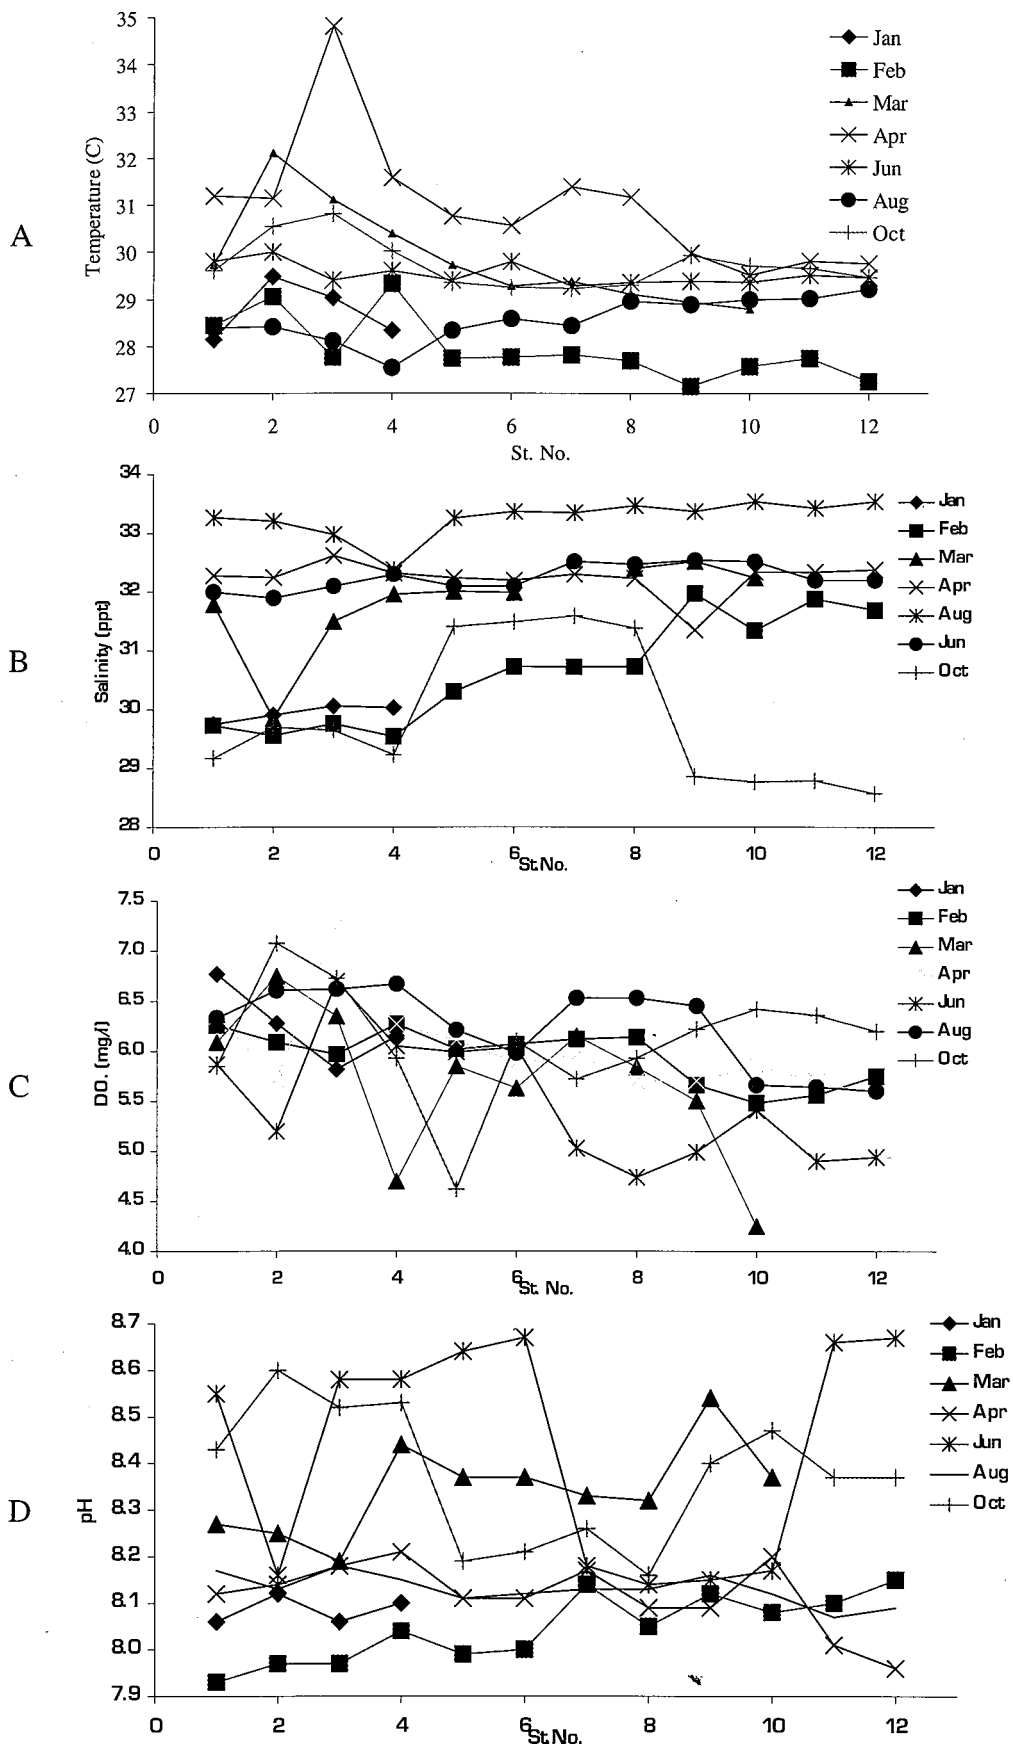 A
Temperature (C)
35
34
33
32
31
30
29
28
27
0 2 4 6 8 10 12
St. No.
Jan
Feb
Mar
Apr
Jun
Aug
Oct
B
Salinity (ppt)
34
33
32
31
30
29
28
0 2 4 6 8 10 12
St.No.
Jan
Feb
Mar
Apr
Aug
Jun
Oct
C
D.O. (mg/l)
7.5
7.0
6.5
6.0
5.5
5.0
4.5
4.0
0 2 4 6 8 10 12
St. No.
Jan
Feb
Mar
Apr
Jun
Aug
Oct
D
pH
8.7
8.6
8.5
8.4
8.3
8.2
8.1
8.0
7.9
0 2 4 6 8 10 12
St.No.
Jan
Feb
Mar
Apr
Jun
Aug
Oct